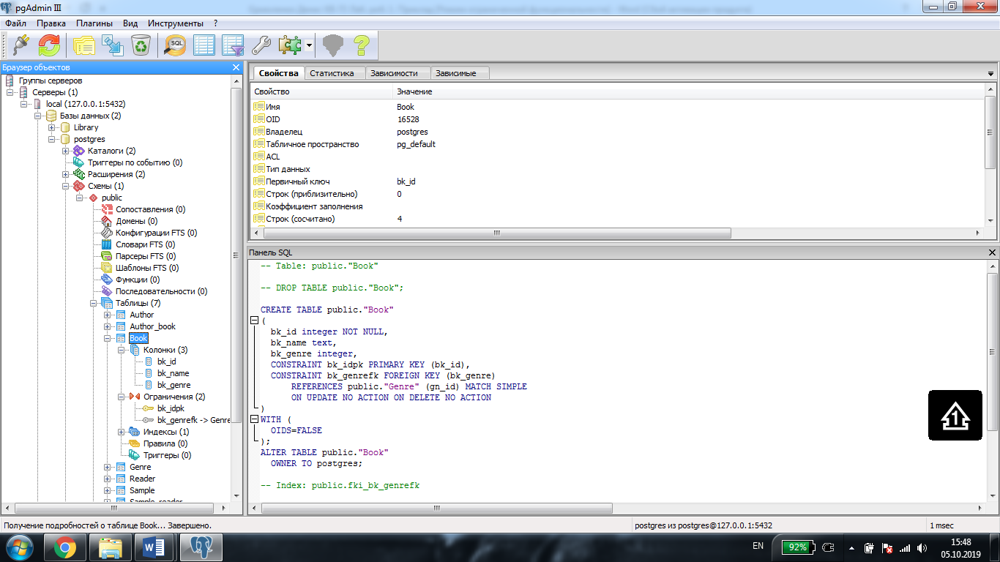 pgAdmin III
Файл Правка Плагины Вид Инструменты ?
SQL
Браузер объектов
Группы серверов
Серверы (1)
local (127.0.0.1:5432)
Базы данных (2)
Library
postgres
Каталоги (2)
Триггеры по событию (0)
Расширения (2)
Схемы (1)
public
Сопоставления (0)
Домены (0)
Конфигурации FTS (0)
Словари FTS (0)
Парсеры FTS (0)
Шаблоны FTS (0)
Функции (0)
Последовательности (0)
Таблицы (7)
Author
Author_book
Book
Колонки (3)
bk_id
bk_name
bk_genre
Ограничения (2)
bk_idpk
bk_genrefk -> Genre
Индексы (1)
Правила (0)
Триггеры (0)
Genre
Reader
Sample
Sample_reader
Свойства Статистика Зависимости Зависимые
Свойство Значение
Имя Book
OID 16528
Владелец postgres
Табличное пространство pg_default
ACL
Тип данных
Первичный ключ bk_id
Строк (приблизительно) 0
Коэффициент заполнения
Строк (сосчитано) 4
Панель SQL
-- Table: public."Book"
-- DROP TABLE public."Book";
CREATE TABLE public."Book"
(
bk_id integer NOT NULL,
bk_name text,
bk_genre integer,
CONSTRAINT bk_idpk PRIMARY KEY (bk_id),
CONSTRAINT bk_genrefk FOREIGN KEY (bk_genre)
REFERENCES public."Genre" (gn_id) MATCH SIMPLE
ON UPDATE NO ACTION ON DELETE NO ACTION
)
WITH (
OIDS=FALSE
);
ALTER TABLE public."Book"
OWNER TO postgres;
-- Index: public.fki_bk_genrefk
1
Получение подробностей о таблице Book... Завершено. postgres из postgres@127.0.0.1:5432 1 msec
EN 92% 15:48
05.10.2019